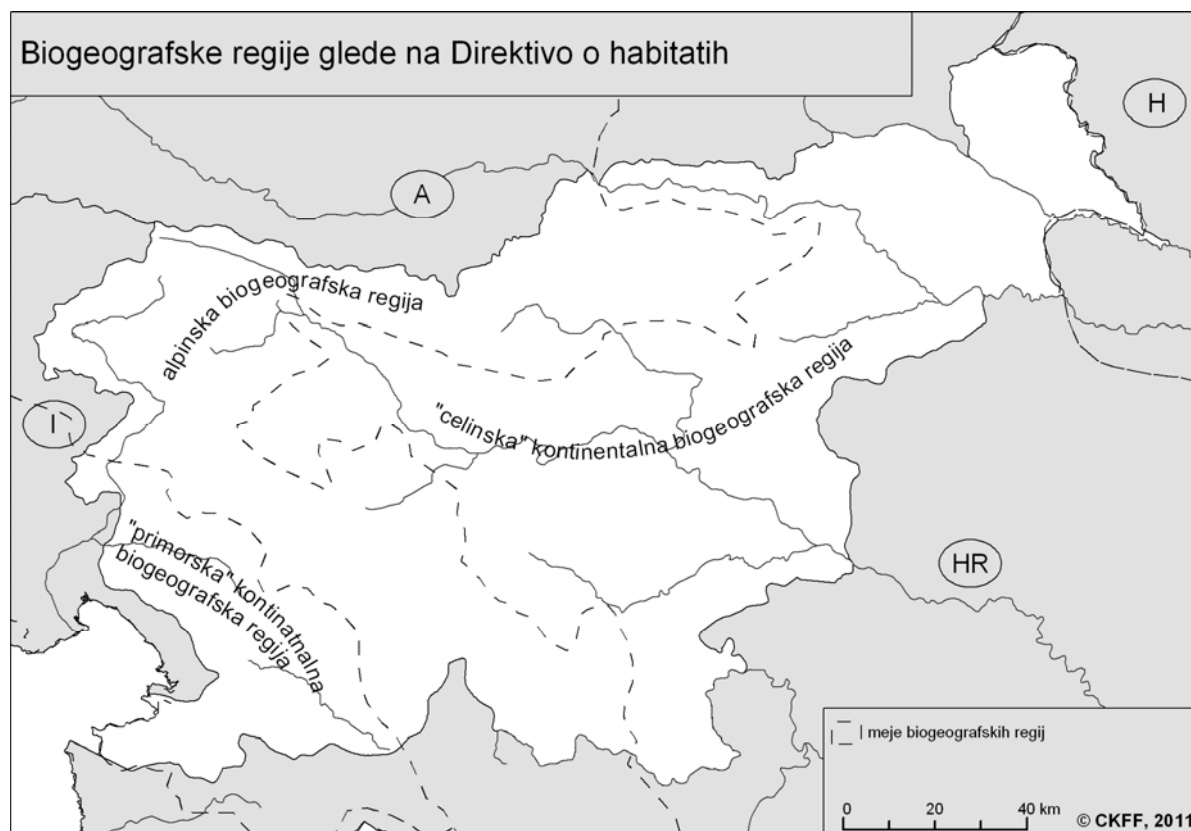 Biogeografske regije glede na Direktivo o habitatih
H
A
alpinska biogeografska regija
I
"celinska" kontinentalna biogeografska regija
"primorska" kontinatnalna
biogeografska regija
HR
meje biogeografskih regij
0 20 40 km
© CKFF, 2011